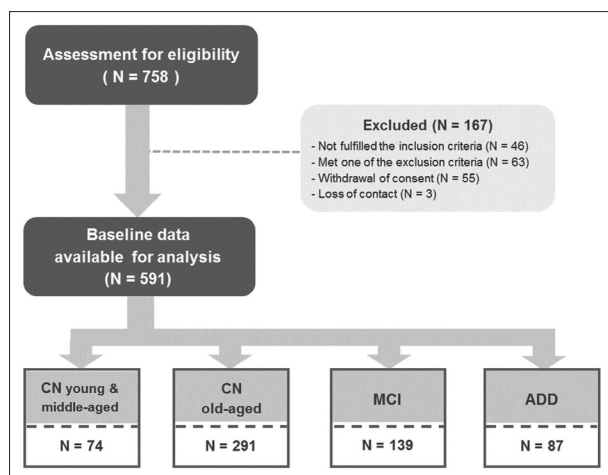 Assessment for eligibility
( N = 758 )
Excluded (N = 167)
- Not fulfilled the inclusion criteria (N = 46)
- Met one of the exclusion criteria (N = 63)
- Withdrawal of consent (N = 55)
- Loss of contact (N = 3)
Baseline data
available for analysis
(N = 591)
CN young &
middle-aged
N = 74
CN
old-aged
N = 291
MCI
N = 139
ADD
N = 87